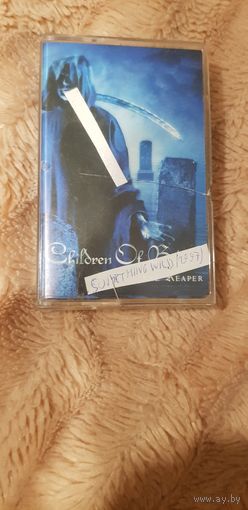 Children Of B
SOMETHING WILD (1997)
REAPER
www.ay.by